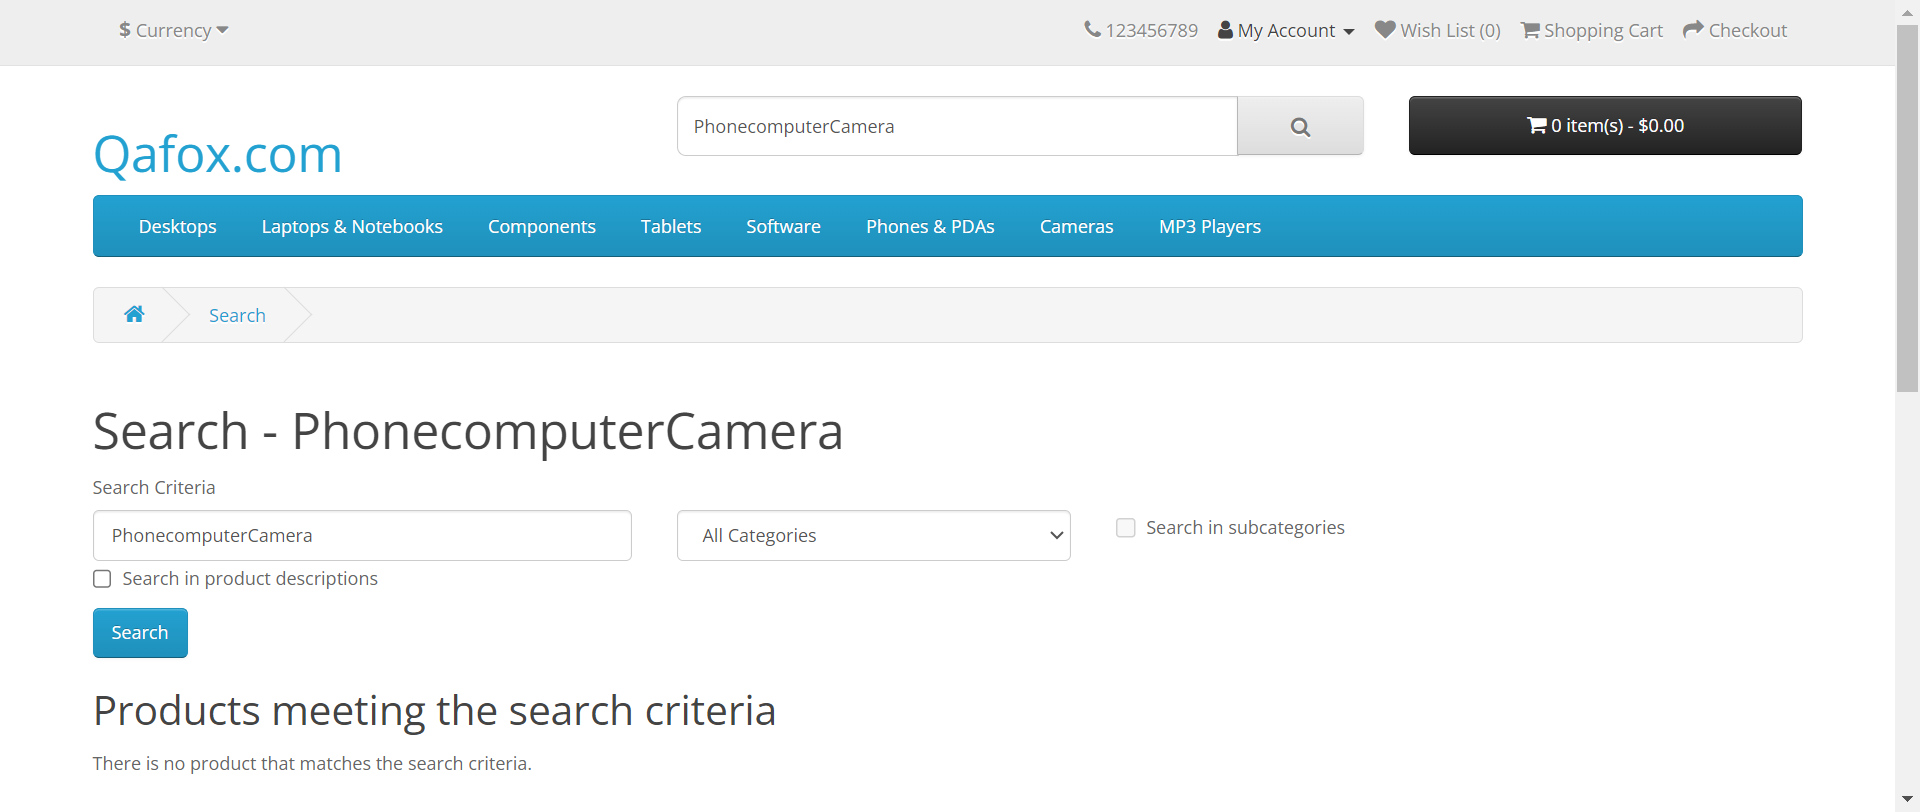 $ Currency
123456789 My Account Wish List (0) Shopping Cart Checkout
PhonecomputerCamera
0 item(s) - $0.00
Qafox.com
Desktops Laptops & Notebooks Components Tablets Software Phones & PDAs Cameras MP3 Players
Search
Search - PhonecomputerCamera
Search Criteria
PhonecomputerCamera
All Categories
Search in subcategories
Search in product descriptions
Search
Products meeting the search criteria
There is no product that matches the search criteria.